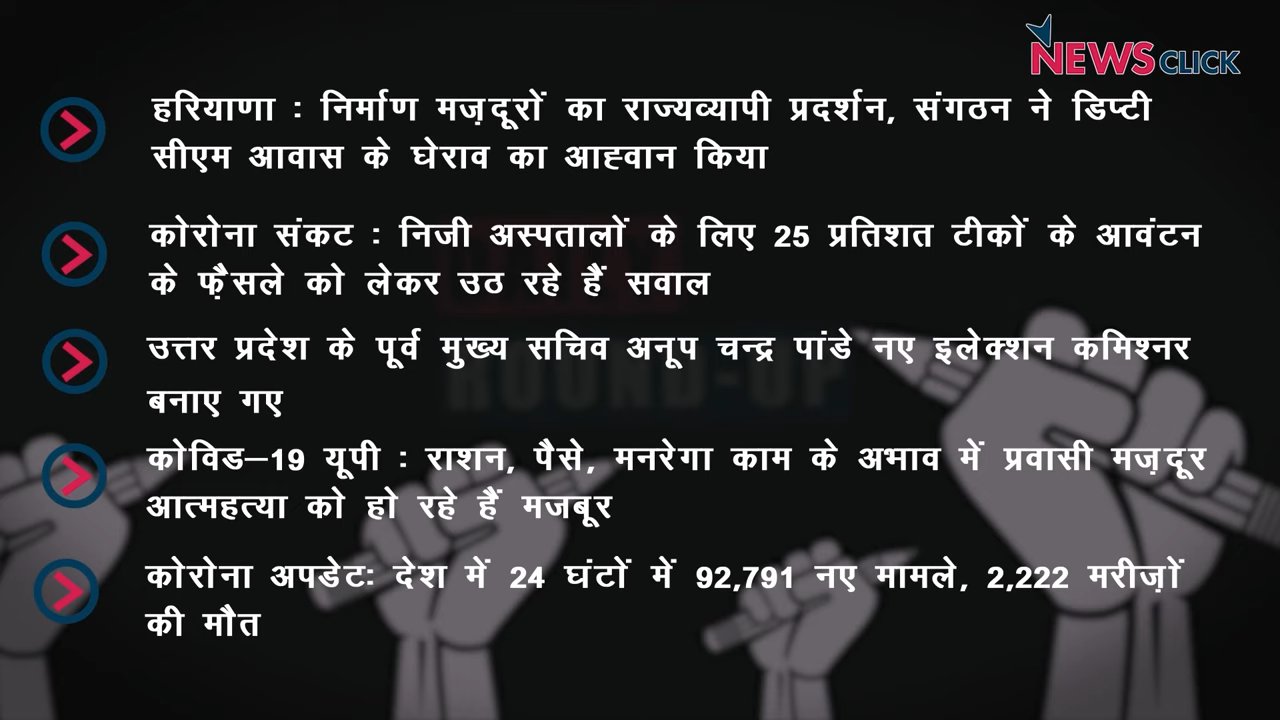 NEWSCLICK
हरियाणा : निर्माण मज़दूरों का राज्यव्यापी प्रदर्शन, संगठन ने डिप्टी
सीएम आवास के घेराव का आह्वान किया
कोरोना संकट : निजी अस्पतालों के लिए 25 प्रतिशत टीकों के आवंटन
के फ़ैसले को लेकर उठ रहे हैं सवाल
उत्तर प्रदेश के पूर्व मुख्य सचिव अनूप चन्द्र पांडे नए इलेक्शन कमिश्नर
बनाए गए
कोविड–19 यूपी : राशन, पैसे, मनरेगा काम के अभाव में प्रवासी मज़दूर
आत्महत्या को हो रहे हैं मजबूर
कोरोना अपडेटः देश में 24 घंटों में 92,791 नए मामले, 2,222 मरीज़ों
की मौत
ROUND-UP